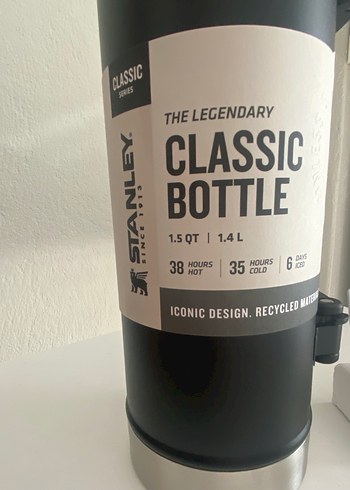 CLASSIC
SERIES
STANLEY.
SINCE 1913
THE LEGENDARY
CLASSIC
BOTTLE
1.5 QT | 1.4 L
38 HOURS HOT | 35 HOURS COLD | 6 DAYS ICED
ICONIC DESIGN. RECYCLED